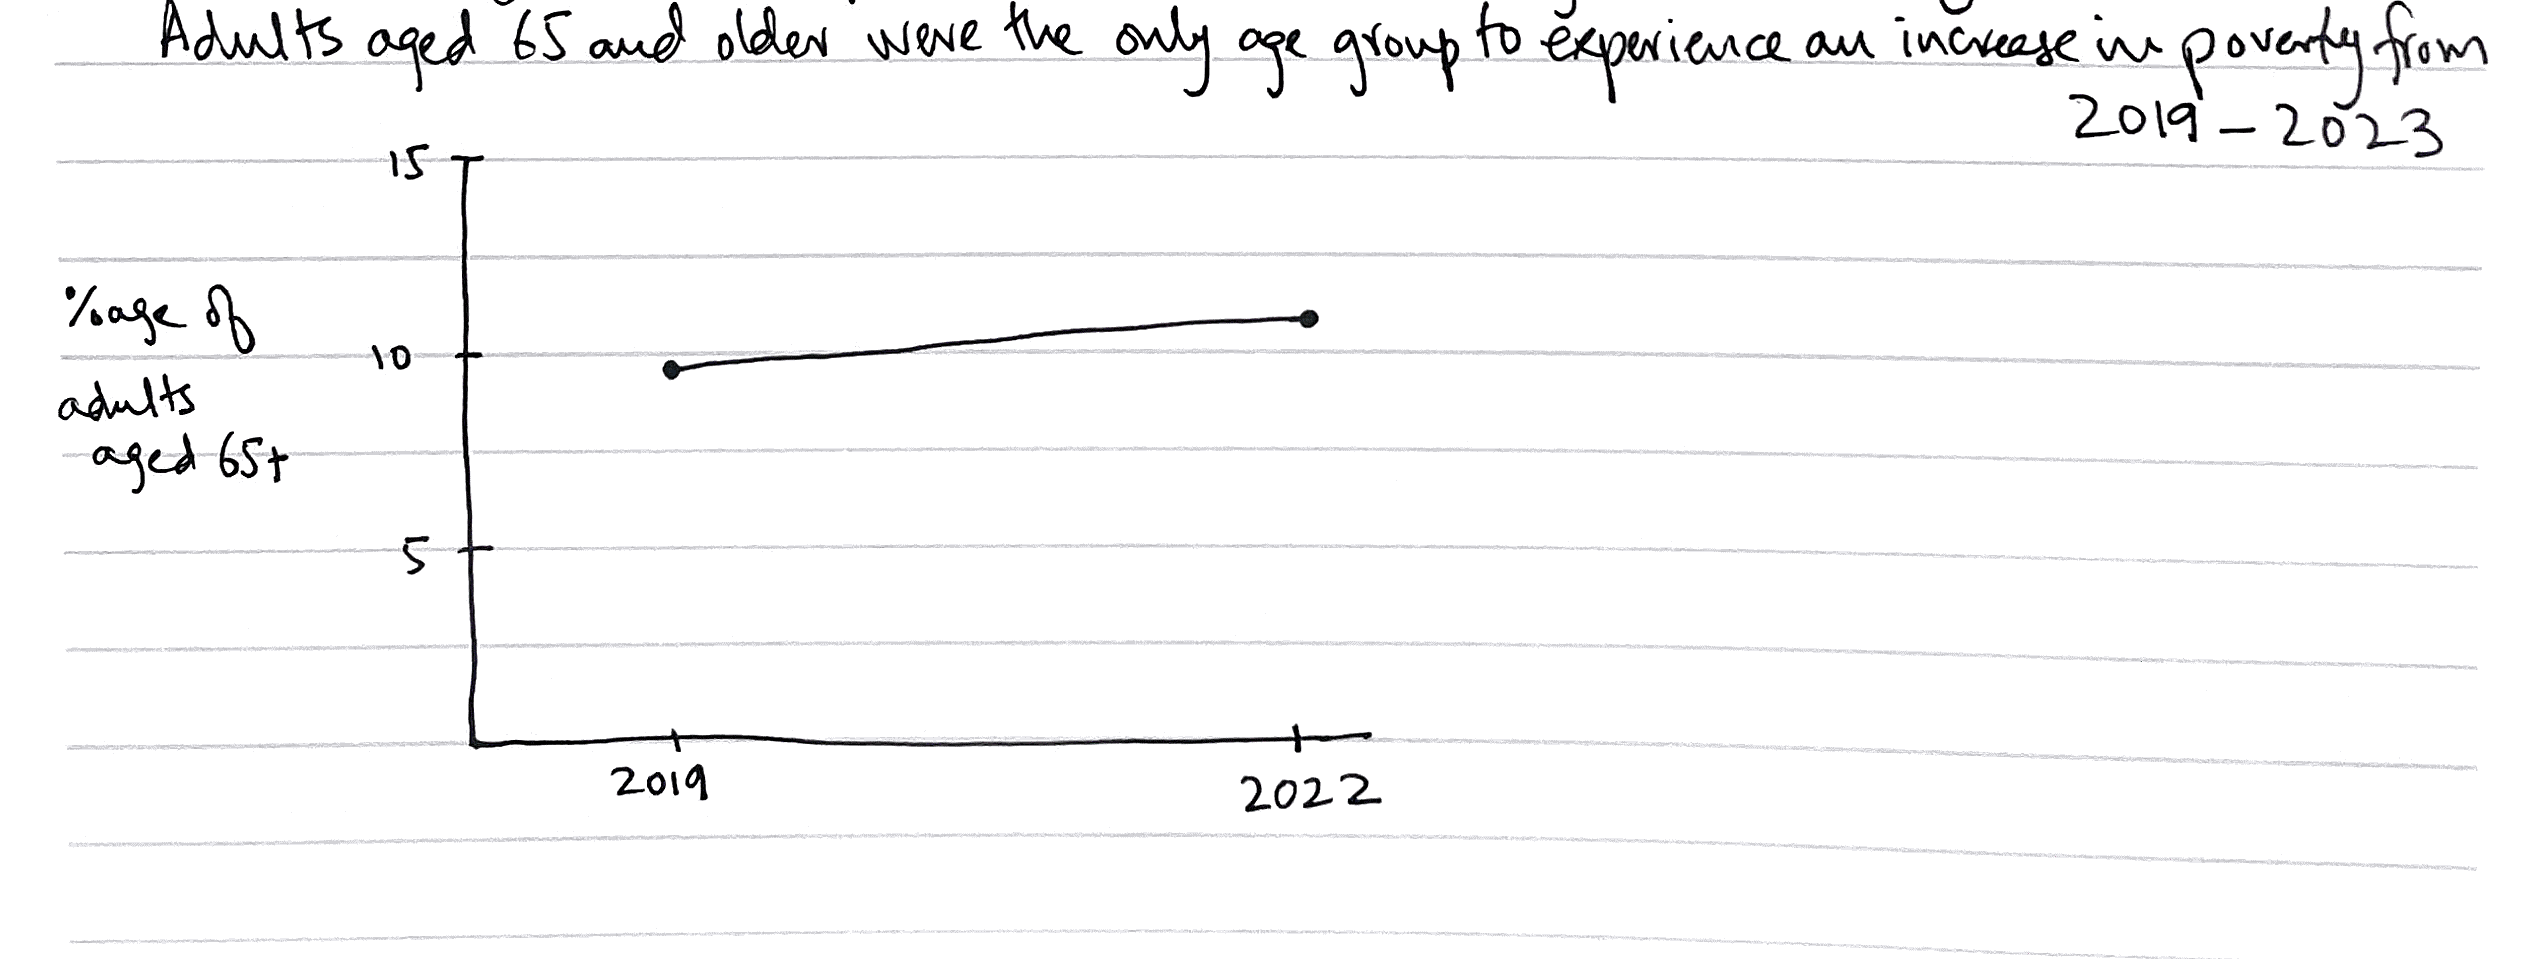 Adults aged 65 and older were the only age group to experience an increase in poverty from
2019 – 2023
15
%age of
10
adults
aged 65+
5
2019
2022